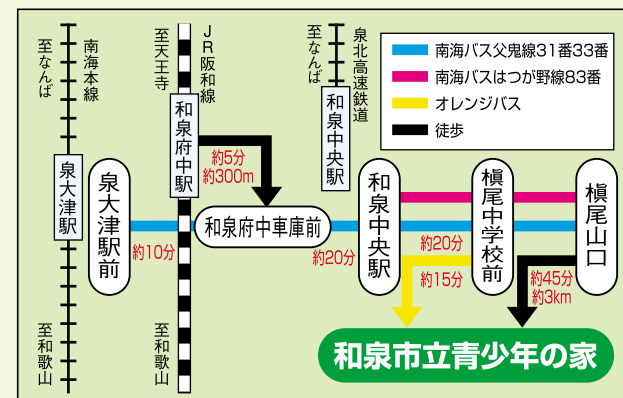 至なんば
南海本線
泉大津駅
至和歌山
泉大津駅前
約10分
至天王寺
JR阪和線
和泉府中駅
至和歌山
約5分
約300m
和泉府中車庫前
約20分
至なんば
泉北高速鉄道
和泉中央駅
和泉中央駅
約20分
約15分
槇尾中学校前
槇尾山口
約45分
約3km
南海バス父鬼線31番33番
南海バスはつが野線83番
オレンジバス
徒歩
和泉市立青少年の家